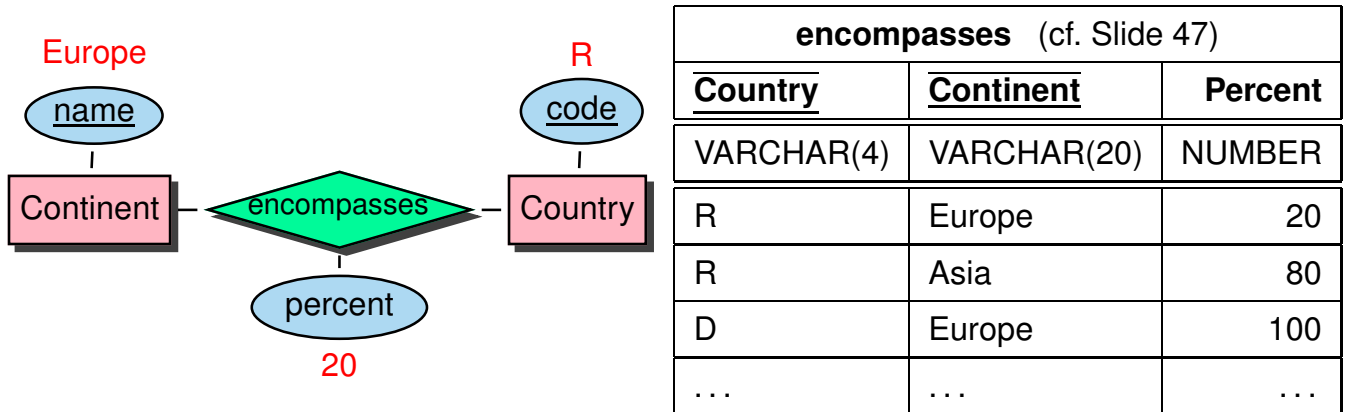 Europe
R
name
code
Continent
encompasses
Country
percent
20
encompasses (cf. Slide 47)
Country Continent Percent
VARCHAR(4) VARCHAR(20) NUMBER
R Europe 20
R Asia 80
D Europe 100
... ... ...